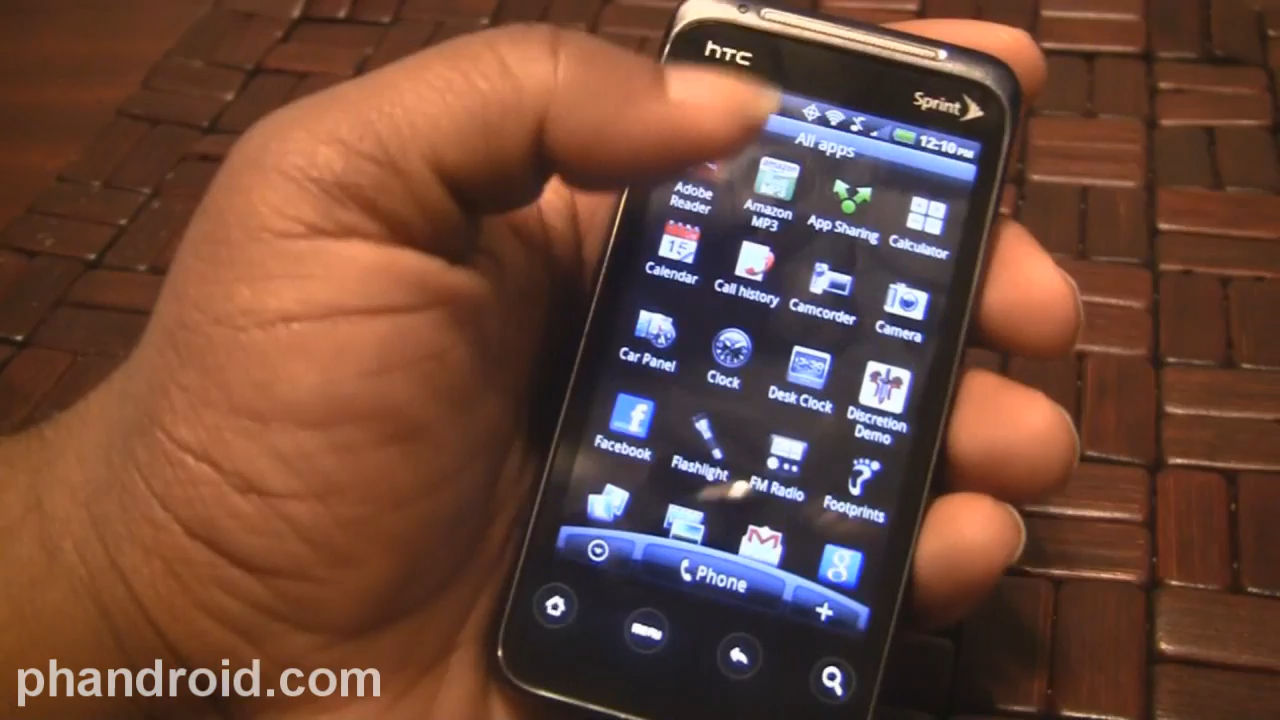 hTC
Sprint
12:10 PM
All apps
Adobe Reader
Amazon MP3
App Sharing
Calculator
Calendar
Call history
Camcorder
Camera
Car Panel
Clock
Desk Clock
Discretion Demo
Facebook
Flashlight
FM Radio
Footprints
Phone
MENU
phandroid.com